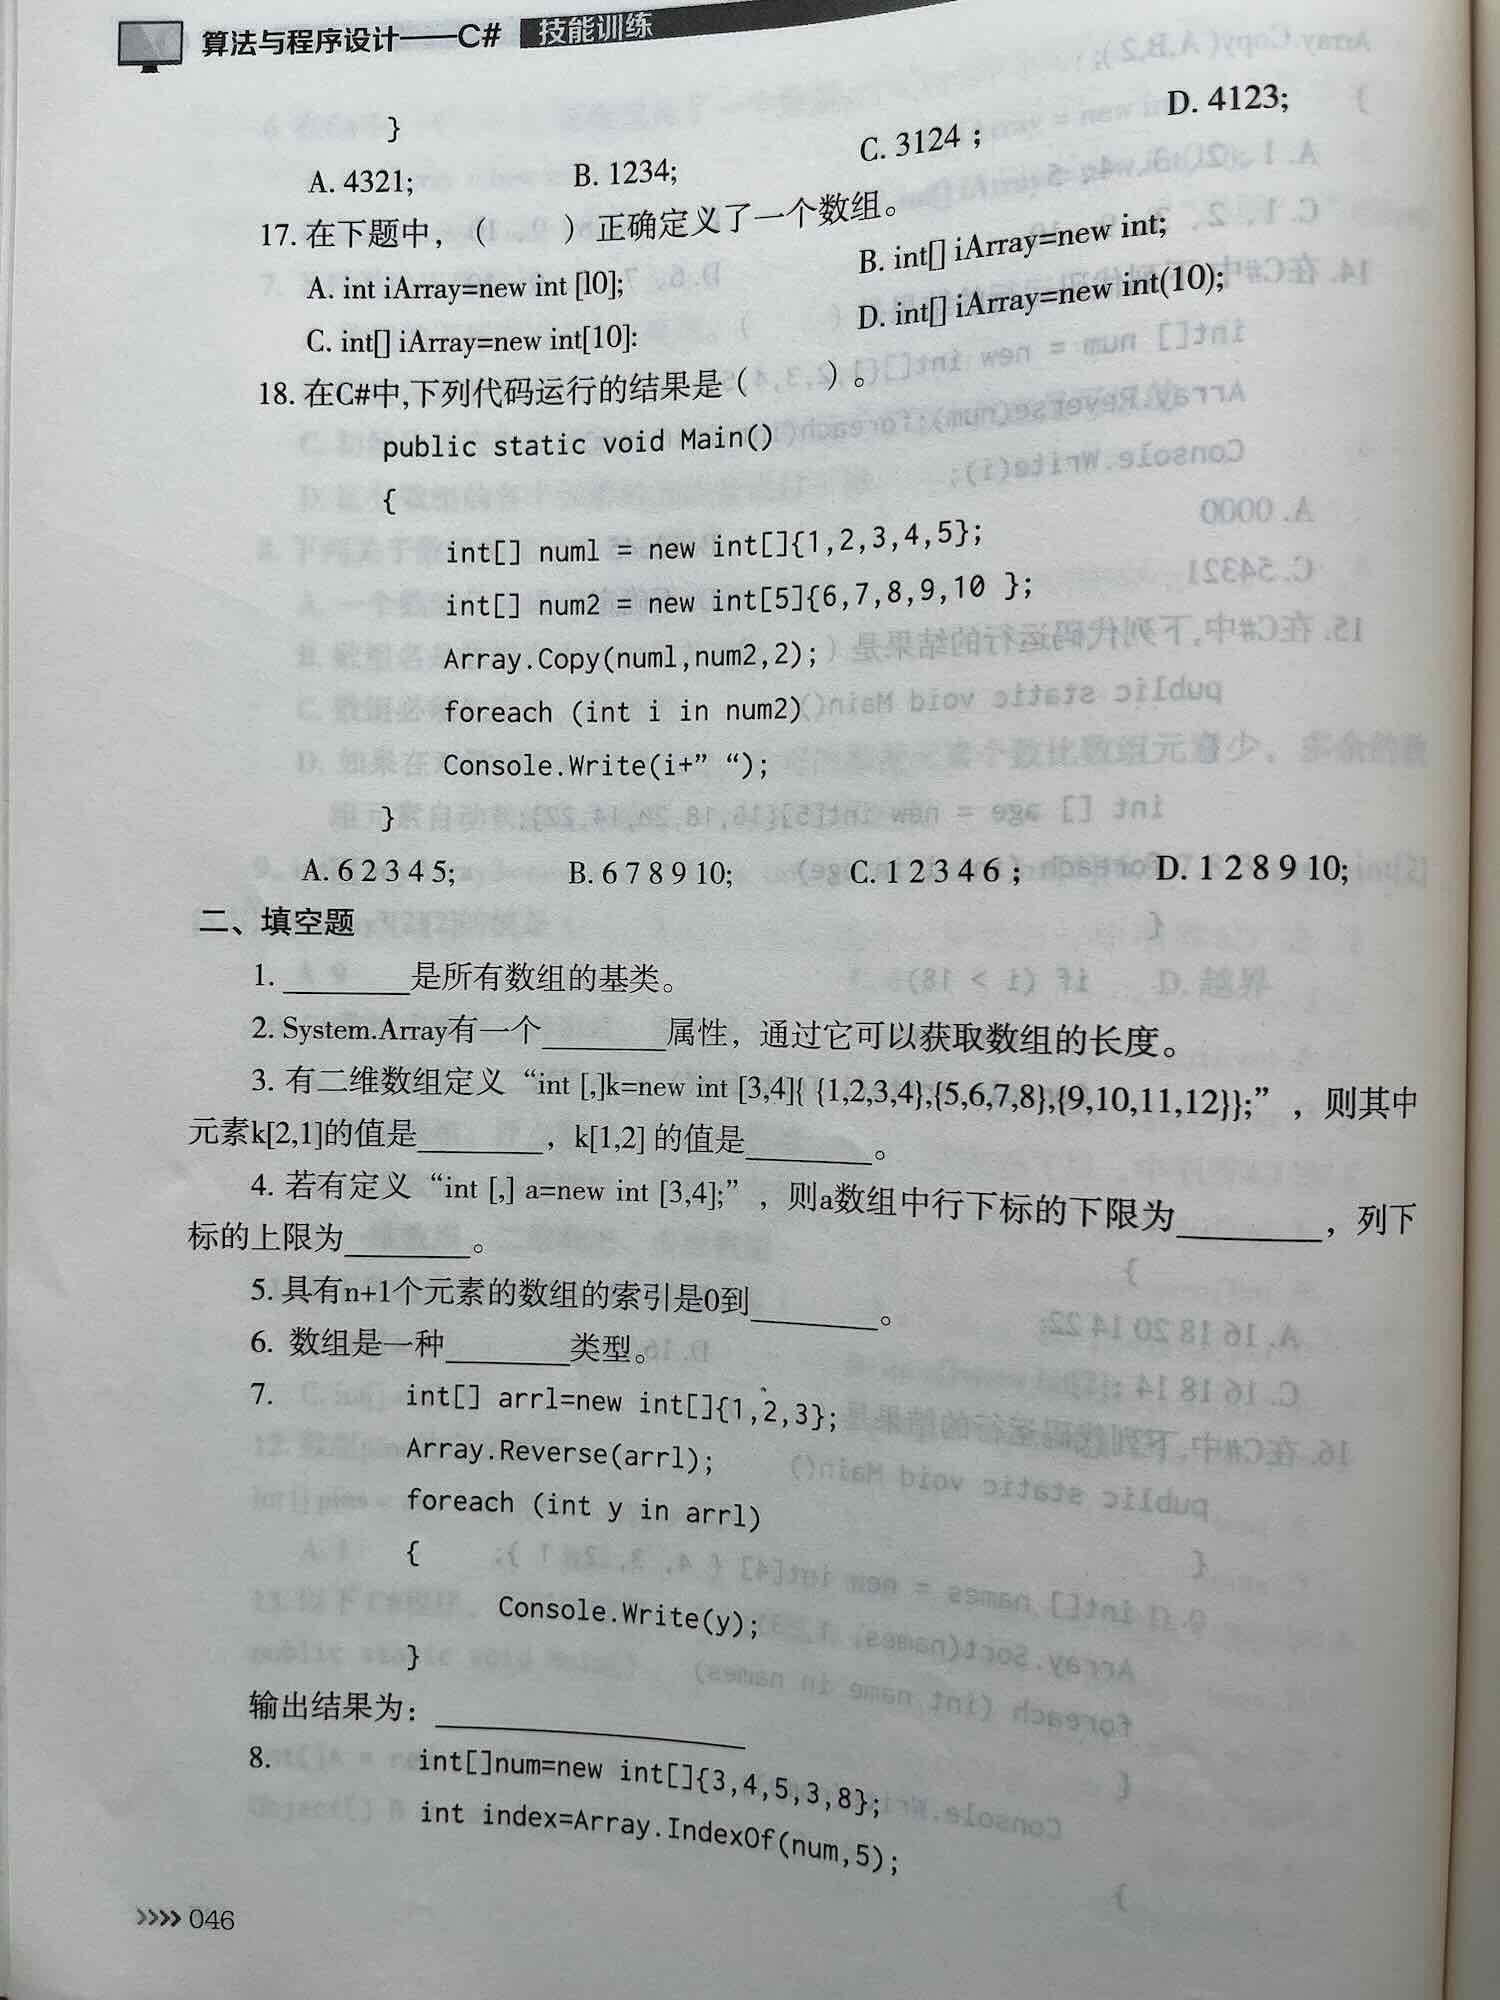 算法与程序设计——C# 技能训练
}
A. 4321; B. 1234; C. 3124 ; D. 4123;
17. 在下题中，（ ）正确定义了一个数组。
A. int iArray=new int [l0]; B. int[] iArray=new int;
C. int[] iArray=new int[10]: D. int[] iArray=new int(10);
18. 在C#中,下列代码运行的结果是（ ）。
public static void Main()
{
int[] numl = new int[]{1,2,3,4,5};
int[] num2 = new int[5]{6,7,8,9,10 };
Array.Copy(numl,num2,2);
foreach (int i in num2)
Console.Write(i+” “);
}
A. 6 2 3 4 5; B. 6 7 8 9 10; C. 1 2 3 4 6 ; D. 1 2 8 9 10;
二、填空题
1. ________是所有数组的基类。
2. System.Array有一个________属性，通过它可以获取数组的长度。
3. 有二维数组定义“int [,]k=new int [3,4]{ {1,2,3,4},{5,6,7,8},{9,10,11,12}};”，则其中
元素k[2,1]的值是________，k[1,2] 的值是________。
4. 若有定义“int [,] a=new int [3,4];”，则a数组中行下标的下限为________，列下
标的上限为________。
5. 具有n+1个元素的数组的索引是0到________。
6. 数组是一种________类型。
7. int[] arrl=new int[]{1,2,3};
Array.Reverse(arrl);
foreach (int y in arrl)
{
Console.Write(y);
}
输出结果为：____________________
8. int[]num=new int[]{3,4,5,3,8};
int index=Array.IndexOf(num,5);
>>>> 046